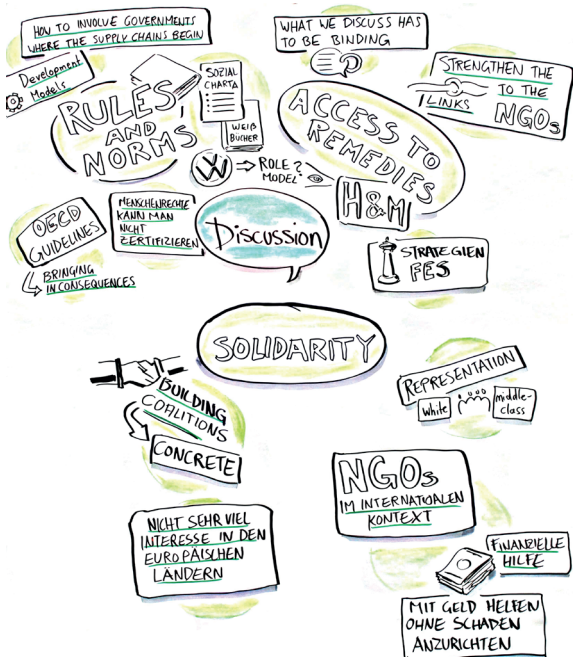 HOW TO INVOLVE GOVERNMENTS
WHERE THE SUPPLY CHAINS BEGIN
Development
Models
RULES
AND
NORMS
SOZIAL
CHARTA
WEIß
BÜCHER
WHAT WE DISCUSS HAS
TO BE BINDING
STRENGTHEN THE
LINKS TO THE
NGOs
ACCESS TO
REMEDIES
VW
ROLE ?
MODEL
H&M
OECD
GUIDELINES
BRINGING
IN CONSEQUENCES
MENSCHENRECHTE
KANN MAN
NICHT
ZERTIFIZIEREN
Discussion
STRATEGIEN
FES
SOLIDARITY
BUILDING
COALITIONS
CONCRETE
REPRESENTATION
white
middle-
class
NGOs
IM INTERNATIOALEN
KONTEXT
NICHT SEHR VIEL
INTERESSE IN DEN
EUROPÄISCHEN
LÄNDERN
FINANZIELLE
HILFE
MIT GELD HELFEN
OHNE SCHADEN
ANZURICHTEN